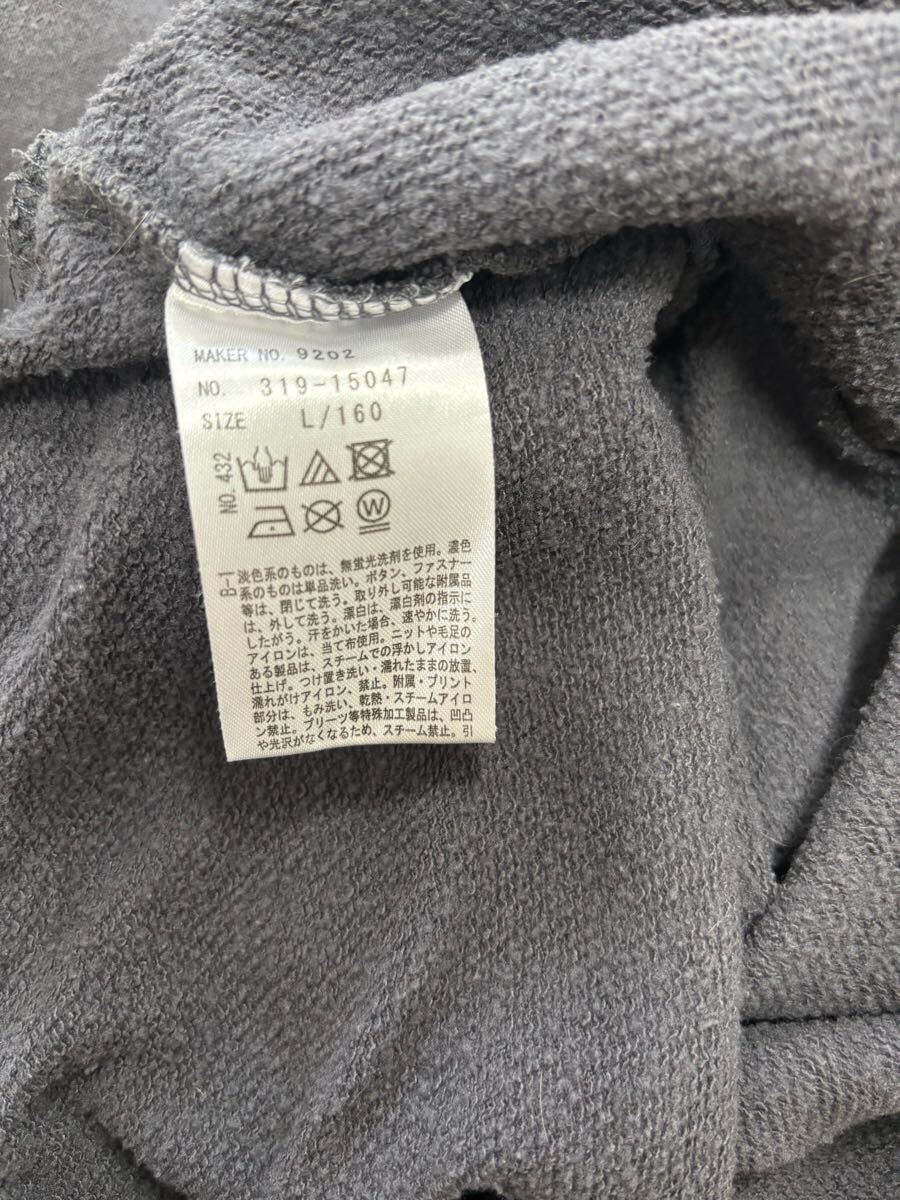 MAKER NO. 9202
NO. 319-15047
SIZE L/160
NO. 432
W
B-1
淡色系のものは、無蛍光洗剤を使用。濃色
系のものは単品洗い。ボタン、ファスナー
等は、閉じて洗う。取り外し可能な附属品
は、外して洗う。漂白は、漂白剤の指示に
したがう。汗をかいた場合、速やかに洗う。
アイロンは、当て布使用。ニットや毛足の
ある製品は、スチームでの浮かしアイロン
仕上げ。つけ置き洗い・濡れたままの放置、
濡れがけアイロン、禁止。附属・プリント
部分は、もみ洗い、乾熱・スチームアイロ
ン禁止。プリーツ等特殊加工製品は、凹凸
や光沢がなくなるため、スチーム禁止。引